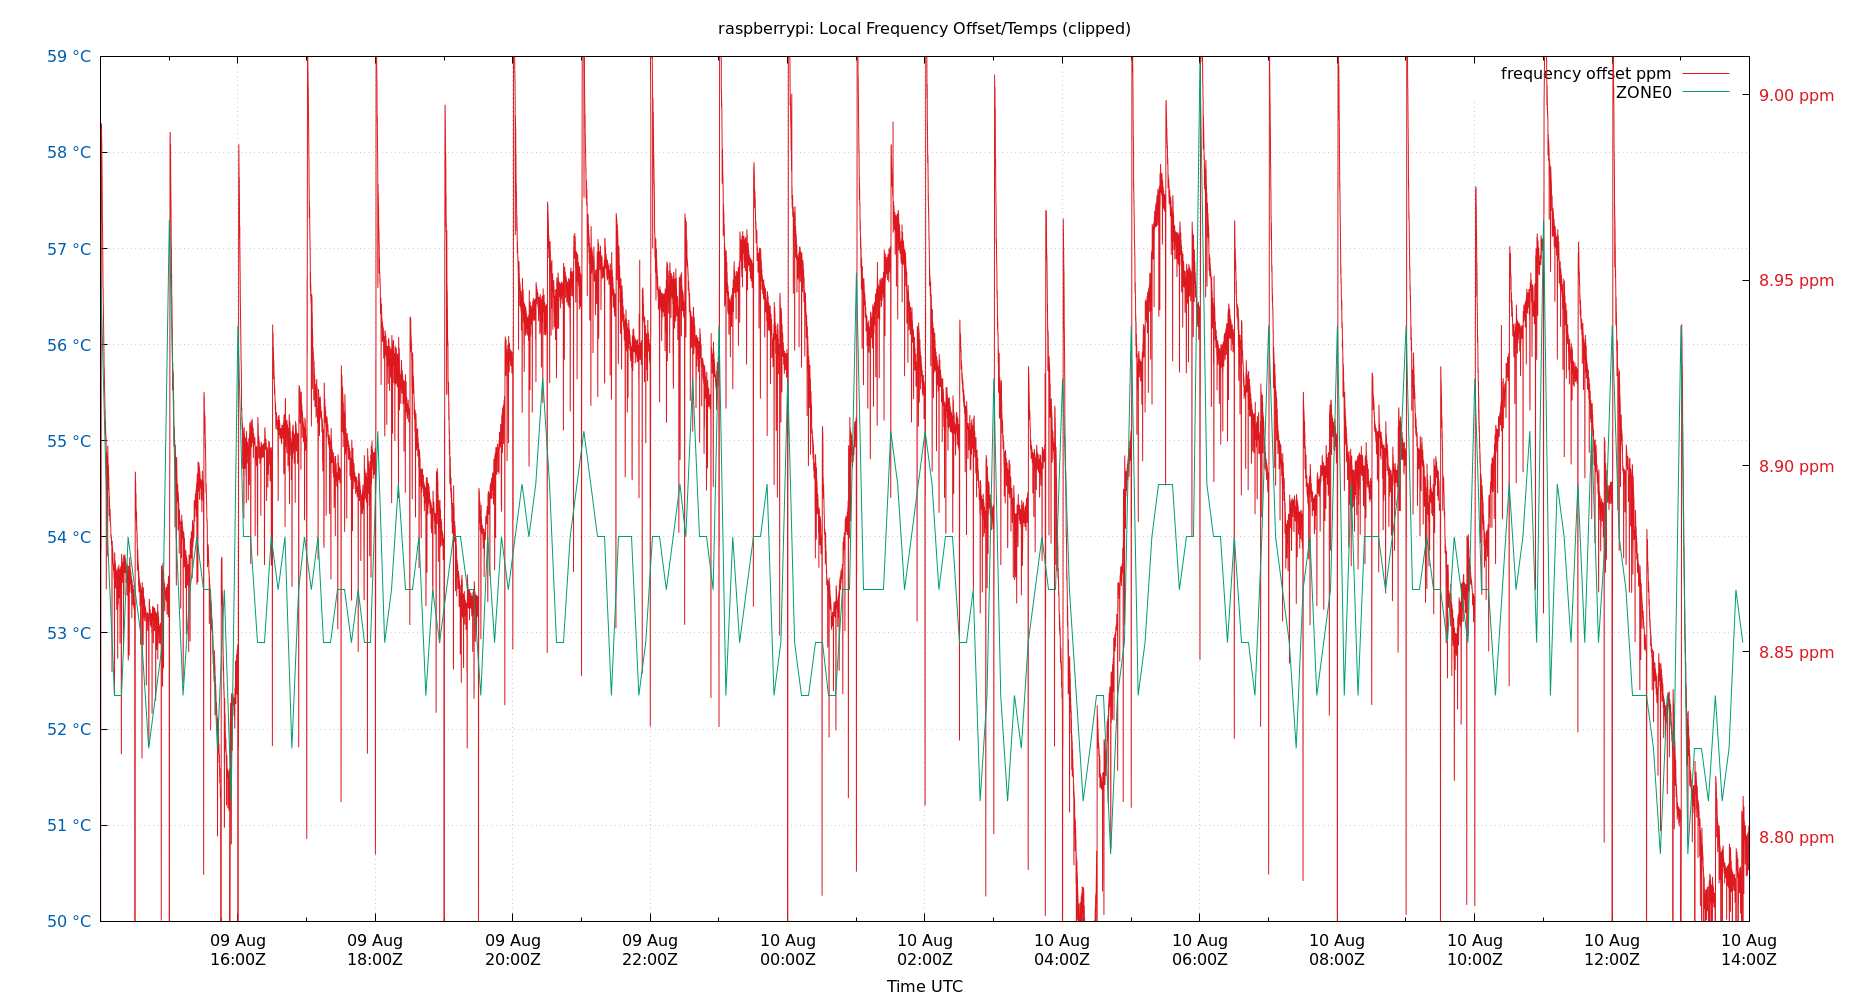 raspberrypi: Local Frequency Offset/Temps (clipped)
59 °C
58 °C
57 °C
56 °C
55 °C
54 °C
53 °C
52 °C
51 °C
50 °C
frequency offset ppm
ZONE0
9.00 ppm
8.95 ppm
8.90 ppm
8.85 ppm
8.80 ppm
09 Aug 09 Aug 09 Aug 09 Aug 10 Aug 10 Aug 10 Aug 10 Aug 10 Aug 10 Aug 10 Aug 10 Aug
16:00Z 18:00Z 20:00Z 22:00Z 00:00Z 02:00Z 04:00Z 06:00Z 08:00Z 10:00Z 12:00Z 14:00Z
Time UTC